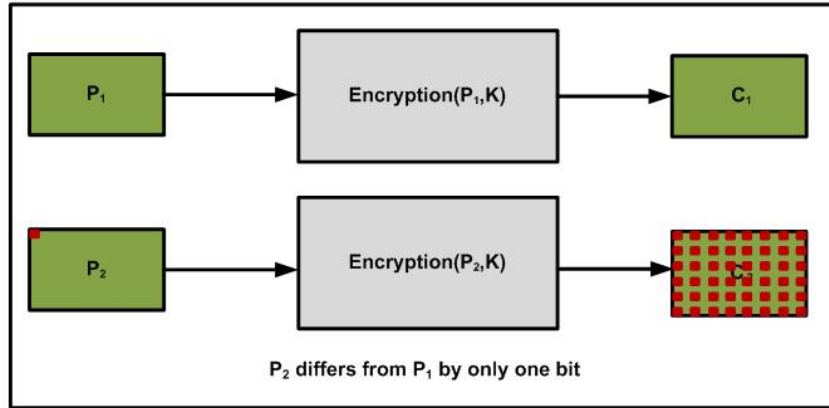 P₁
Encryption(P₁,K)
C₁
P₂
Encryption(P₂,K)
P₂ differs from P₁ by only one bit